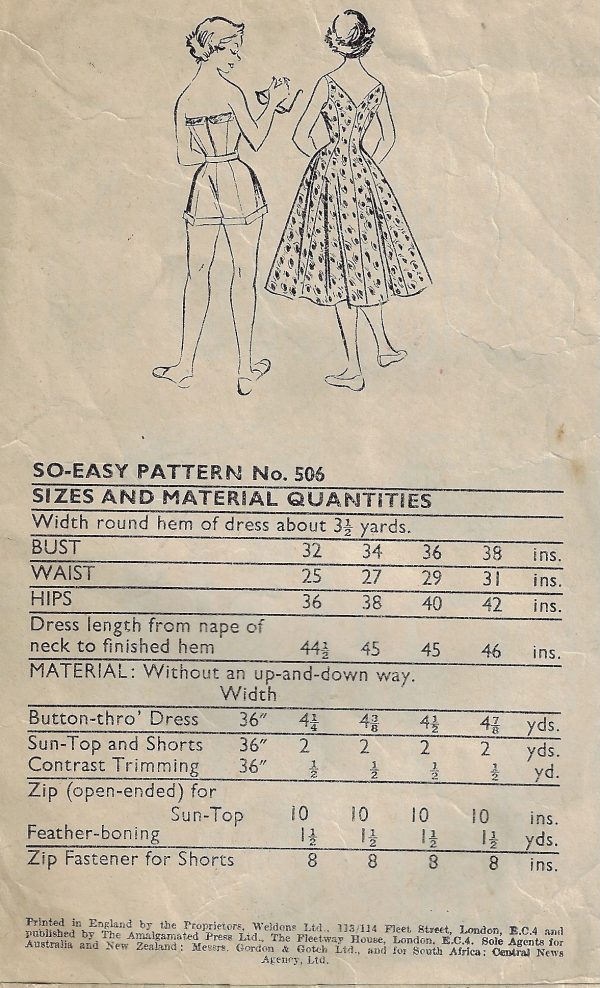 SO-EASY PATTERN No. 506
SIZES AND MATERIAL QUANTITIES
Width round hem of dress about 3½ yards.
BUST 32 34 36 38 ins.
WAIST 25 27 29 31 ins.
HIPS 36 38 40 42 ins.
Dress length from nape of
neck to finished hem 44½ 45 45 46 ins.
MATERIAL: Without an up-and-down way.
Width
Button-thro' Dress 36" 4¼ 4⅜ 4½ 4⅞ yds.
Sun-Top and Shorts 36" 2 2 2 2 yds.
Contrast Trimming 36" ½ ½ ½ ½ yd.
Zip (open-ended) for
Sun-Top 10 10 10 10 ins.
Feather-boning 1½ 1½ 1½ 1½ yds.
Zip Fastener for Shorts 8 8 8 8 ins.
Printed in England by the Proprietors, Weldons Ltd., 113/114 Fleet Street, London, E.C.4 and
published by The Amalgamated Press Ltd., The Fleetway House, London, E.C.4. Sole Agents for
Australia and New Zealand: Messrs. Gordon & Gotch Ltd., and for South Africa: Central News
Agency, Ltd.